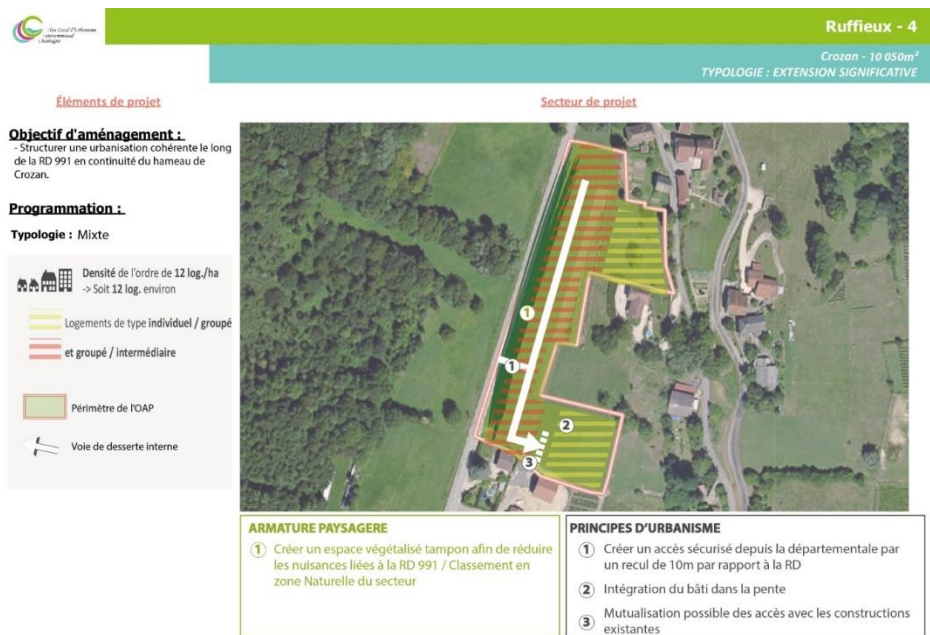 Plan Local d'Urbanisme
Intercommunal
Chautagne
Ruffieux - 4
Crozan - 10 050m²
TYPOLOGIE : EXTENSION SIGNIFICATIVE
Éléments de projet
Secteur de projet
Objectif d'aménagement :
- Structurer une urbanisation cohérente le long
de la RD 991 en continuité du hameau de
Crozan.
Programmation :
Typologie : Mixte
Densité de l'ordre de 12 log./ha
-> Soit 12 log. environ
Logements de type individuel / groupé
et groupé / intermédiaire
Périmètre de l'OAP
Voie de desserte interne
1
1
2
3
ARMATURE PAYSAGERE
1 Créer un espace végétalisé tampon afin de réduire
les nuisances liées à la RD 991 / Classement en
zone Naturelle du secteur
PRINCIPES D'URBANISME
1 Créer un accès sécurisé depuis la départementale par
un recul de 10m par rapport à la RD
2 Intégration du bâti dans la pente
3 Mutualisation possible des accès avec les constructions
existantes